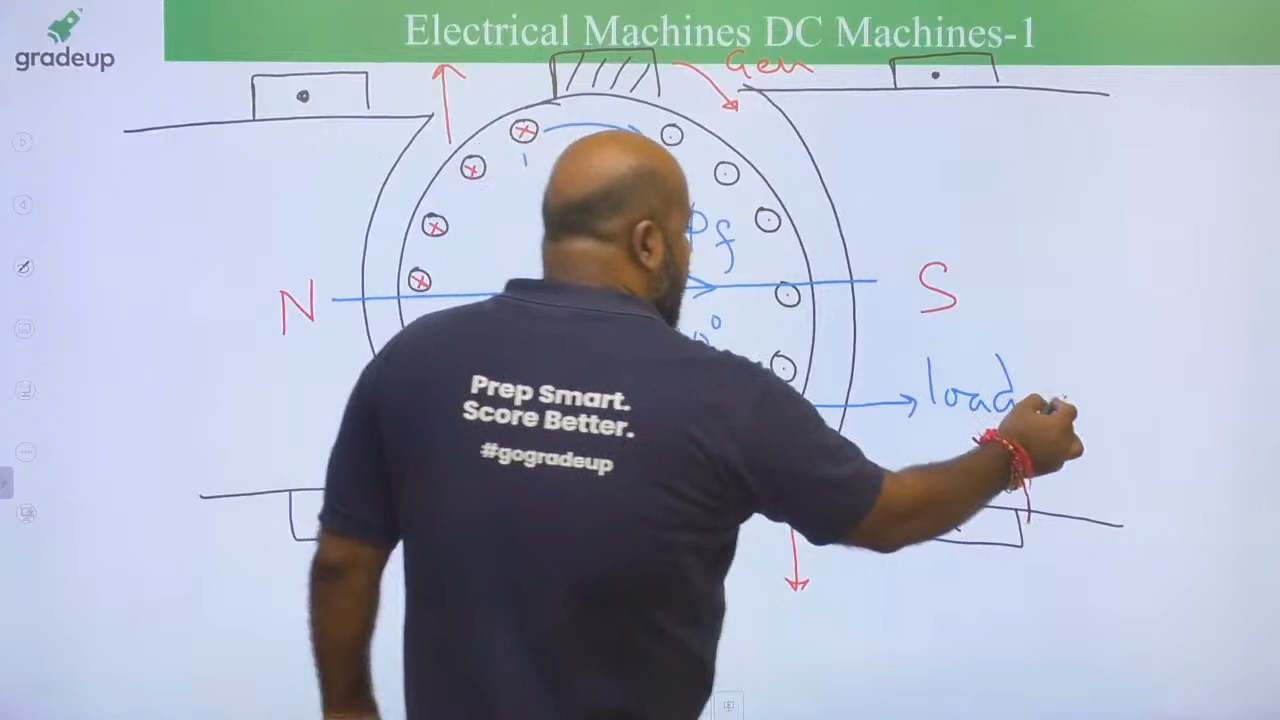 Electrical Machines DC Machines-1
gradeup
Gen
N
S
load
Prep Smart.
Score Better.
#gogradeup